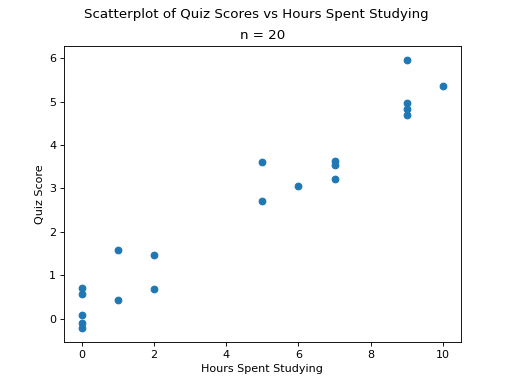 Scatterplot of Quiz Scores vs Hours Spent Studying
n = 20
6
5
4
3
2
1
0
Quiz Score
0 2 4 6 8 10
Hours Spent Studying